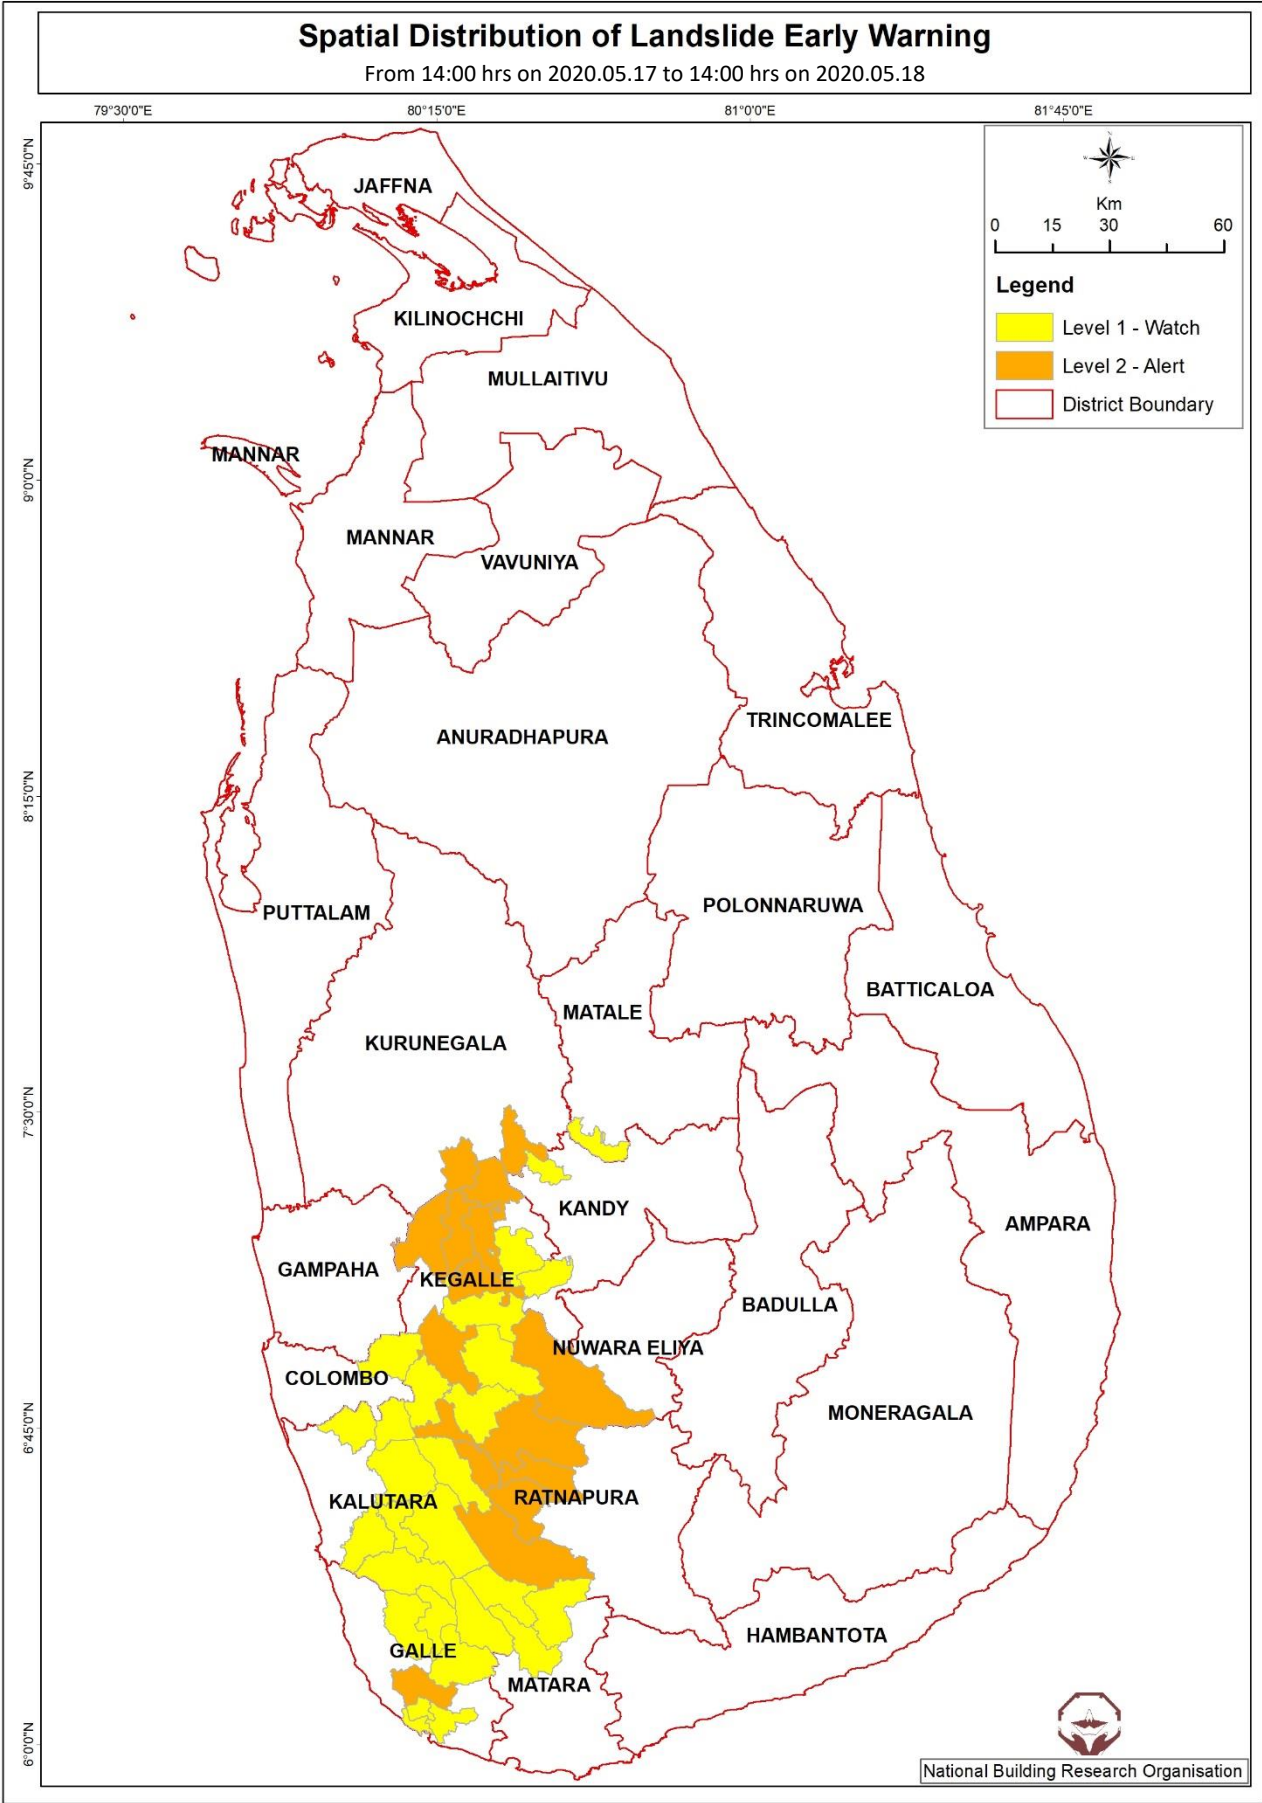 Spatial Distribution of Landslide Early Warning
From 14:00 hrs on 2020.05.17 to 14:00 hrs on 2020.05.18
79°30'0"E
80°15'0"E
81°0'0"E
81°45'0"E
9°45'0"N
9°0'0"N
8°15'0"N
7°30'0"N
6°45'0"N
6°0'0"N
N
W
E
S
Km
0 15 30 60
Legend
Level 1 - Watch
Level 2 - Alert
District Boundary
JAFFNA
KILINOCHCHI
MULLAITIVU
MANNAR
MANNAR
VAVUNIYA
TRINCOMALEE
ANURADHAPURA
POLONNARUWA
PUTTALAM
BATTICALOA
MATALE
KURUNEGALA
KANDY
AMPARA
GAMPAHA
KEGALLE
BADULLA
NUWARA ELIYA
COLOMBO
MONERAGALA
RATNAPURA
KALUTARA
HAMBANTOTA
GALLE
MATARA
National Building Research Organisation